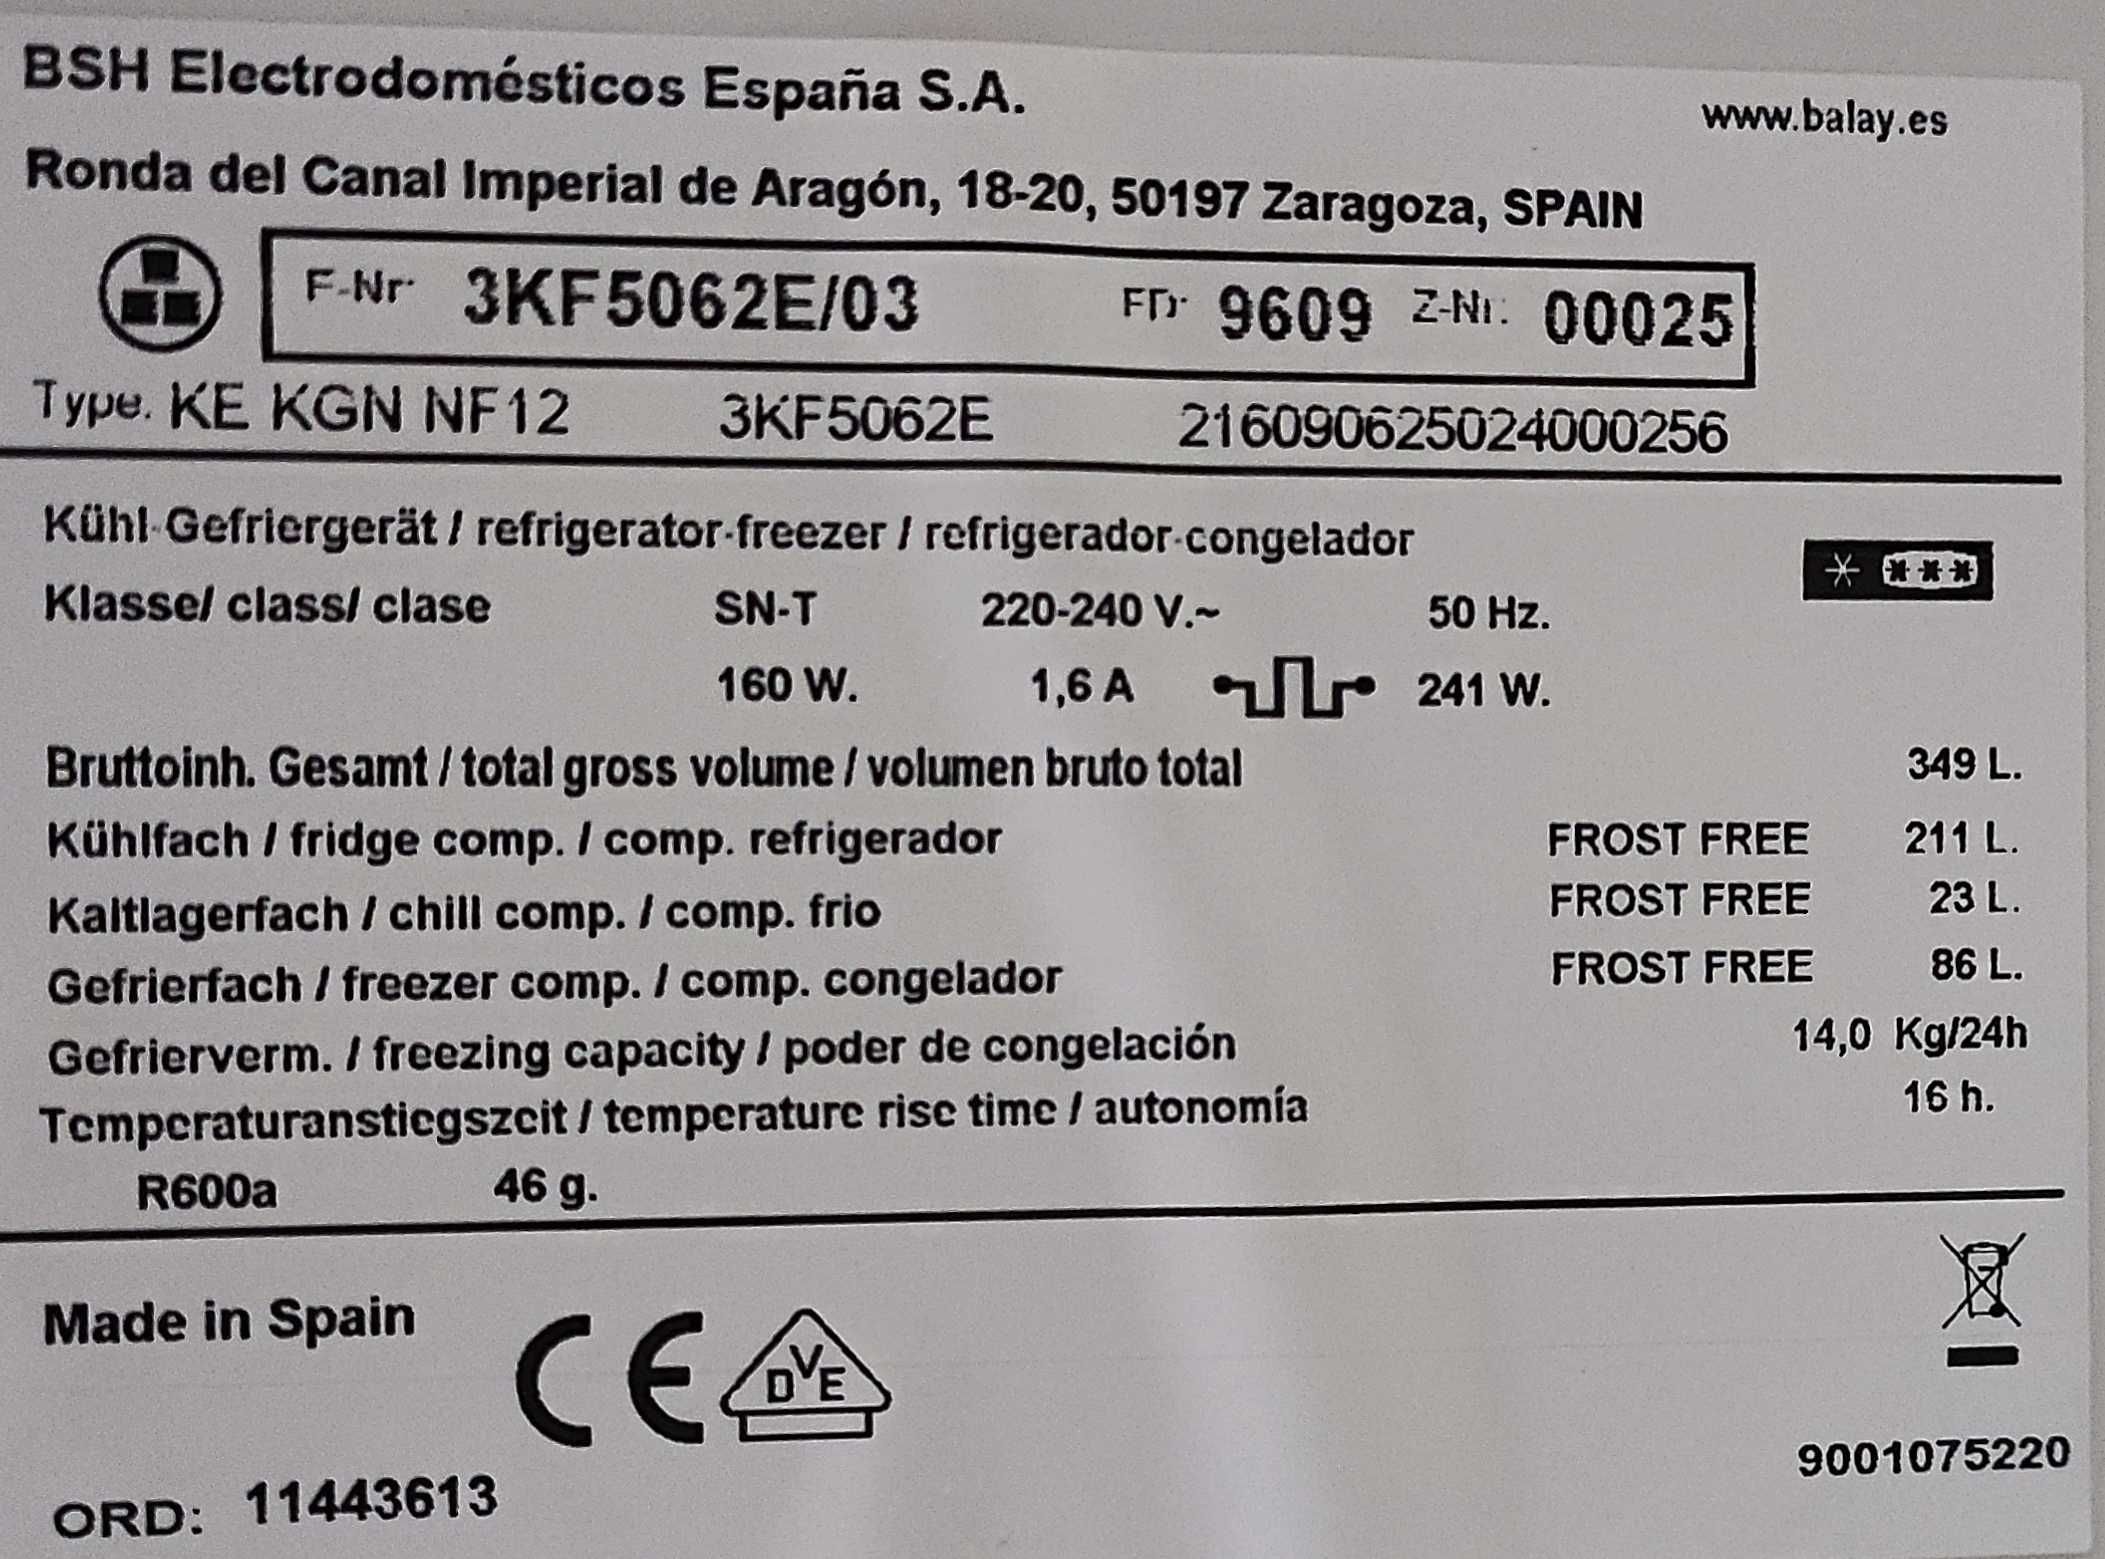 BSH Electrodomésticos España S.A.
www.balay.es
Ronda del Canal Imperial de Aragón, 18-20, 50197 Zaragoza, SPAIN
F-Nr. 3KF5062E/03 FD. 9609 Z-Nr. 00025
Type. KE KGN NF12 3KF5062E 216090625024000256
Kühl-Gefriergerät / refrigerator-freezer / refrigerador-congelador
Klasse/ class/ clase SN-T 220-240 V.~ 50 Hz.
160 W. 1,6 A 241 W.
Bruttoinh. Gesamt / total gross volume / volumen bruto total 349 L.
Kühlfach / fridge comp. / comp. refrigerador FROST FREE 211 L.
Kaltlagerfach / chill comp. / comp. frio FROST FREE 23 L.
Gefrierfach / freezer comp. / comp. congelador FROST FREE 86 L.
Gefrierverm. / freezing capacity / poder de congelación 14,0 Kg/24h
Temperaturanstiegszeit / temperature rise time / autonomía 16 h.
R600a 46 g.
Made in Spain
CE DVE
9001075220
ORD: 11443613